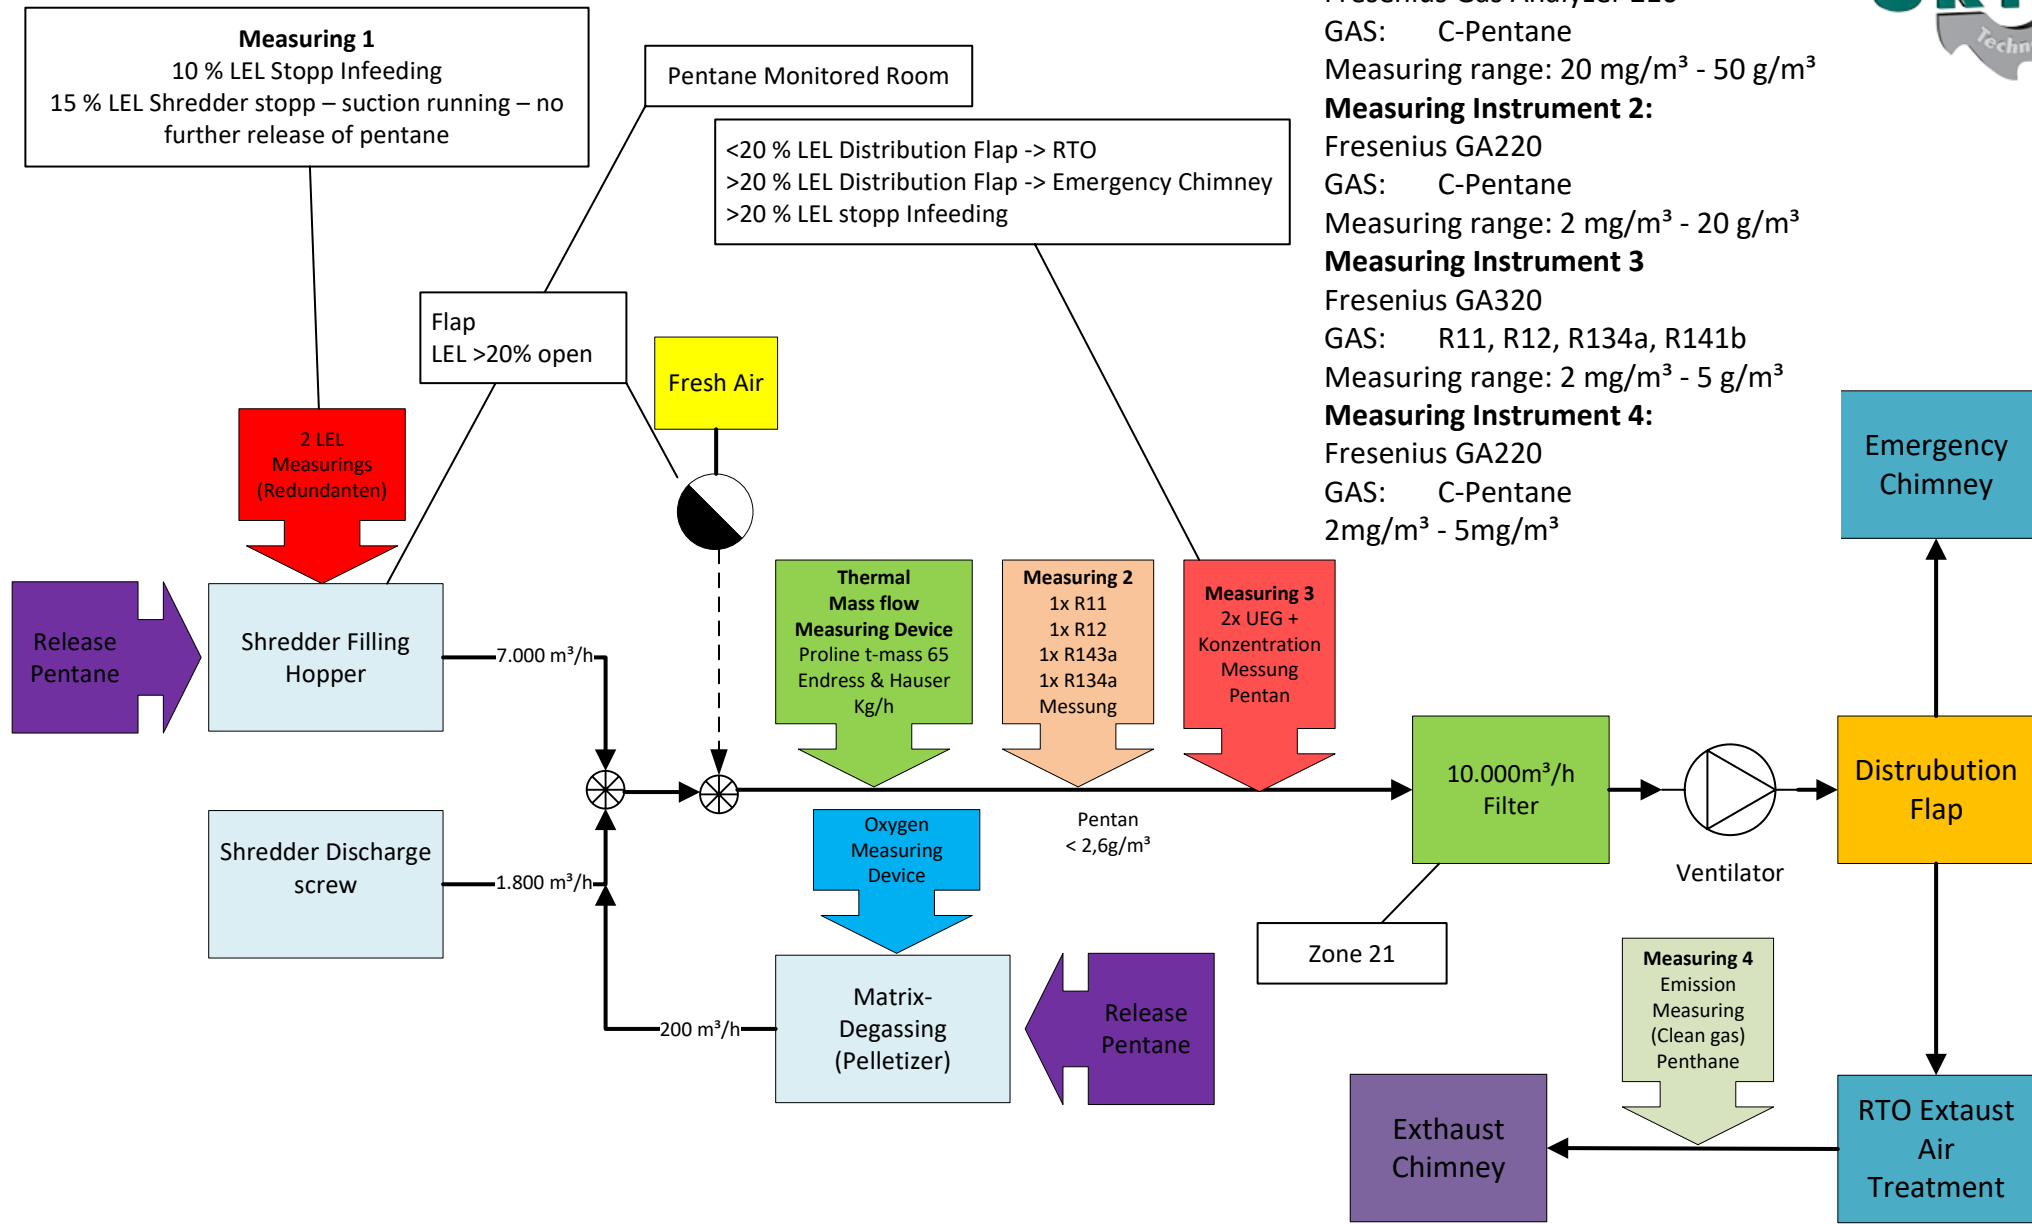 Measuring 1
10 % LEL Stopp Infeeding
15 % LEL Shredder stopp – suction running – no
further release of pentane
Pentane Monitored Room
<20 % LEL Distribution Flap -> RTO
>20 % LEL Distribution Flap -> Emergency Chimney
>20 % LEL stopp Infeeding
GAS: C-Pentane
Measuring range: 20 mg/m³ - 50 g/m³
Measuring Instrument 2:
Fresenius GA220
GAS: C-Pentane
Measuring range: 2 mg/m³ - 20 g/m³
Measuring Instrument 3
Fresenius GA320
GAS: R11, R12, R134a, R141b
Measuring range: 2 mg/m³ - 5 g/m³
Measuring Instrument 4:
Fresenius GA220
GAS: C-Pentane
2mg/m³ - 5mg/m³
Flap
LEL >20% open
Fresh Air
2 LEL
Measurings
(Redundanten)
Emergency
Chimney
Release
Pentane
Shredder Filling
Hopper
7.000 m³/h
Thermal
Mass flow
Measuring Device
Proline t-mass 65
Endress & Hauser
Kg/h
Measuring 2
1x R11
1x R12
1x R143a
1x R134a
Messung
Measuring 3
2x UEG +
Konzentration
Messung
Pentan
10.000m³/h
Filter
Ventilator
Distrubution
Flap
Pentan
< 2,6g/m³
Shredder Discharge
screw
1.800 m³/h
Oxygen
Measuring
Device
Zone 21
Matrix-
Degassing
(Pelletizer)
200 m³/h
Release
Pentane
Measuring 4
Emission
Measuring
(Clean gas)
Penthane
Exthaust
Chimney
RTO Extaust
Air
Treatment